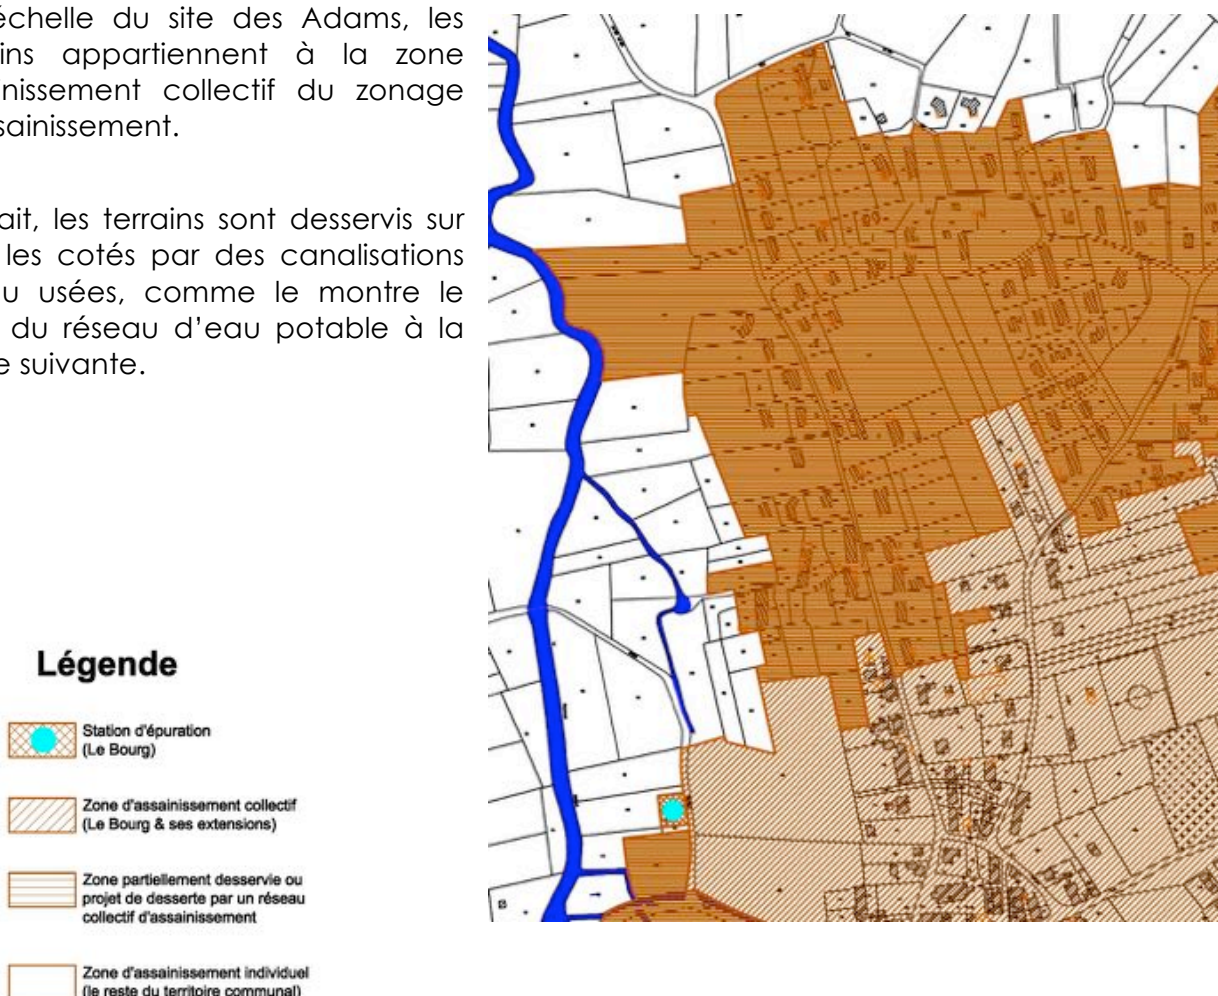 échelle du site des Adams, les
ins appartiennent à la zone
nissement collectif du zonage
sainissement.
ait, les terrains sont desservis sur
les cotés par des canalisations
u usées, comme le montre le
du réseau d'eau potable à la
e suivante.
Légende
Station d'épuration
(Le Bourg)
Zone d'assainissement collectif
(Le Bourg & ses extensions)
Zone partiellement desservie ou
projet de desserte par un réseau
collectif d'assainissement
Zone d'assainissement individuel
(le reste du territoire communal)